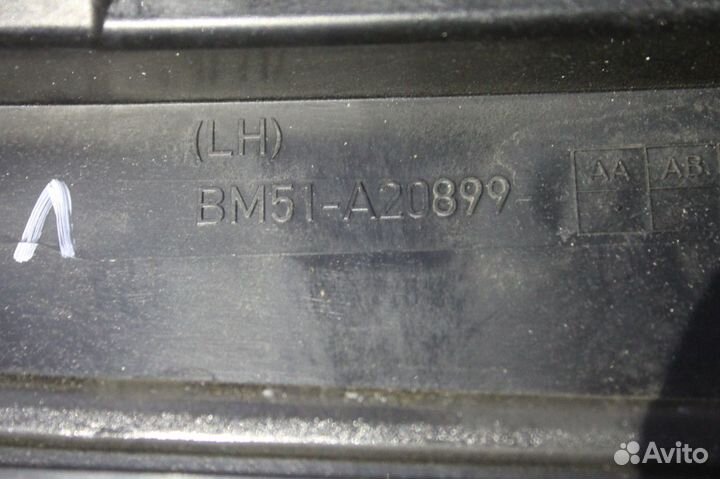 (LH)
BM51-A20899-
AA AB
Л
Avito